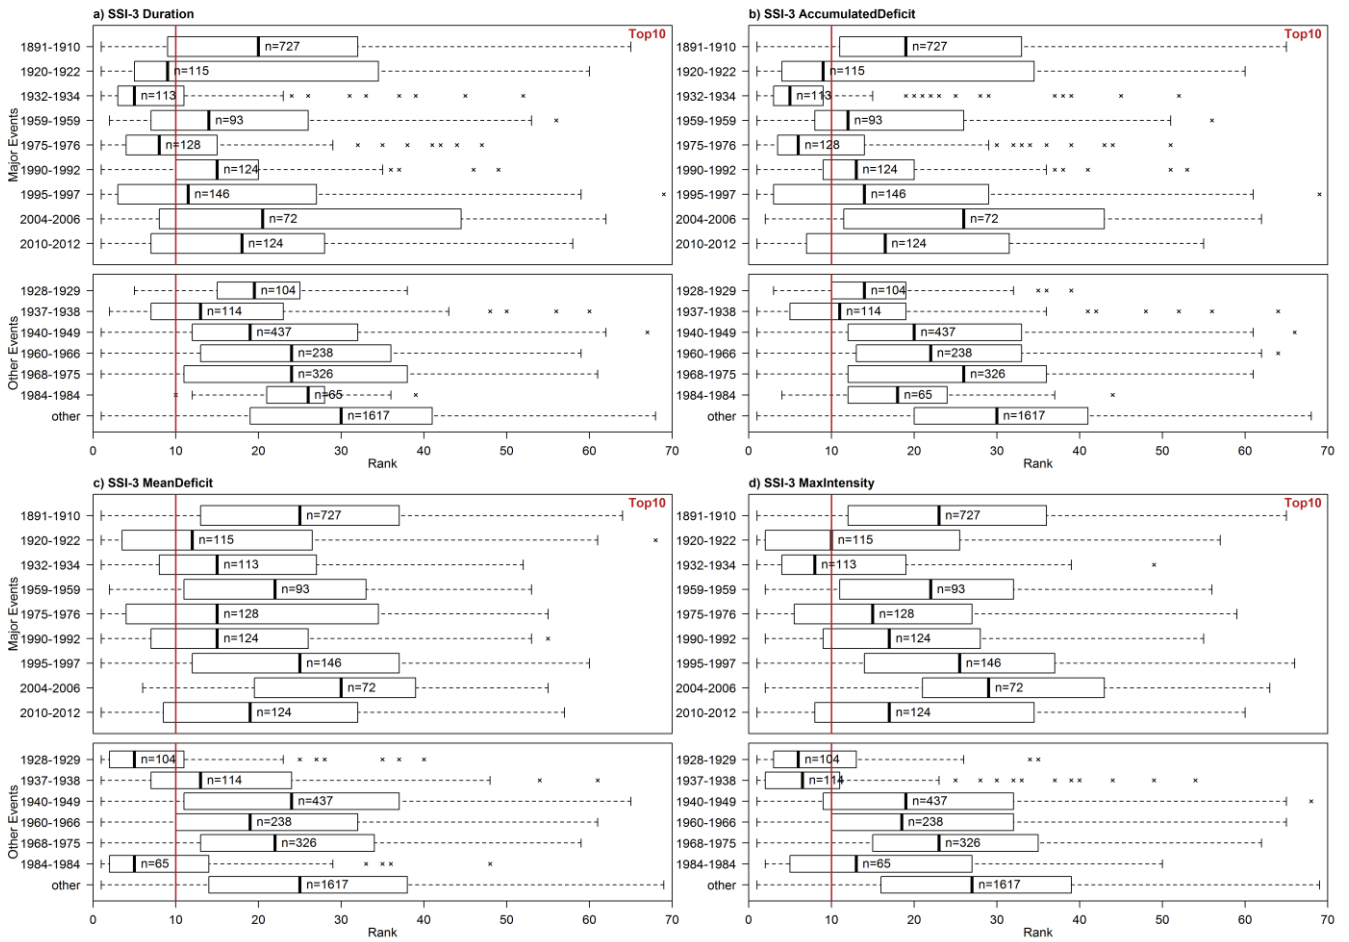 a) SSI-3 Duration
Top10
Major Events
1891-1910 n=727
1920-1922 n=115
1932-1934 n=113
1959-1959 n=93
1975-1976 n=128
1990-1992 n=124
1995-1997 n=146
2004-2006 n=72
2010-2012 n=124
Other Events
1928-1929 n=104
1937-1938 n=114
1940-1949 n=437
1960-1966 n=238
1968-1975 n=326
1984-1984 n=65
other n=1617
0 10 20 30 40 50 60 70
Rank
b) SSI-3 AccumulatedDeficit
Top10
1891-1910 n=727
1920-1922 n=115
1932-1934 n=113
1959-1959 n=93
1975-1976 n=128
1990-1992 n=124
1995-1997 n=146
2004-2006 n=72
2010-2012 n=124
1928-1929 n=104
1937-1938 n=114
1940-1949 n=437
1960-1966 n=238
1968-1975 n=326
1984-1984 n=65
other n=1617
0 10 20 30 40 50 60 70
Rank
c) SSI-3 MeanDeficit
Top10
Major Events
1891-1910 n=727
1920-1922 n=115
1932-1934 n=113
1959-1959 n=93
1975-1976 n=128
1990-1992 n=124
1995-1997 n=146
2004-2006 n=72
2010-2012 n=124
Other Events
1928-1929 n=104
1937-1938 n=114
1940-1949 n=437
1960-1966 n=238
1968-1975 n=326
1984-1984 n=65
other n=1617
0 10 20 30 40 50 60 70
Rank
d) SSI-3 MaxIntensity
Top10
1891-1910 n=727
1920-1922 n=115
1932-1934 n=113
1959-1959 n=93
1975-1976 n=128
1990-1992 n=124
1995-1997 n=146
2004-2006 n=72
2010-2012 n=124
1928-1929 n=104
1937-1938 n=114
1940-1949 n=437
1960-1966 n=238
1968-1975 n=326
1984-1984 n=65
other n=1617
0 10 20 30 40 50 60 70
Rank